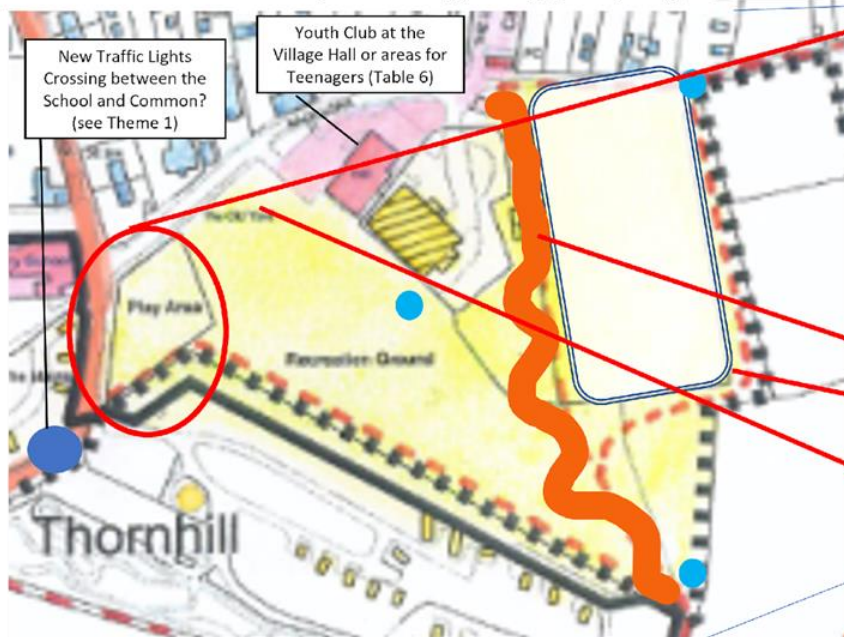 New Traffic Lights
Crossing between the
School and Common?
(see Theme 1)
Youth Club at the
Village Hall or areas for
Teenagers (Table 6)
Play Area
Recreation Ground
Thornhill